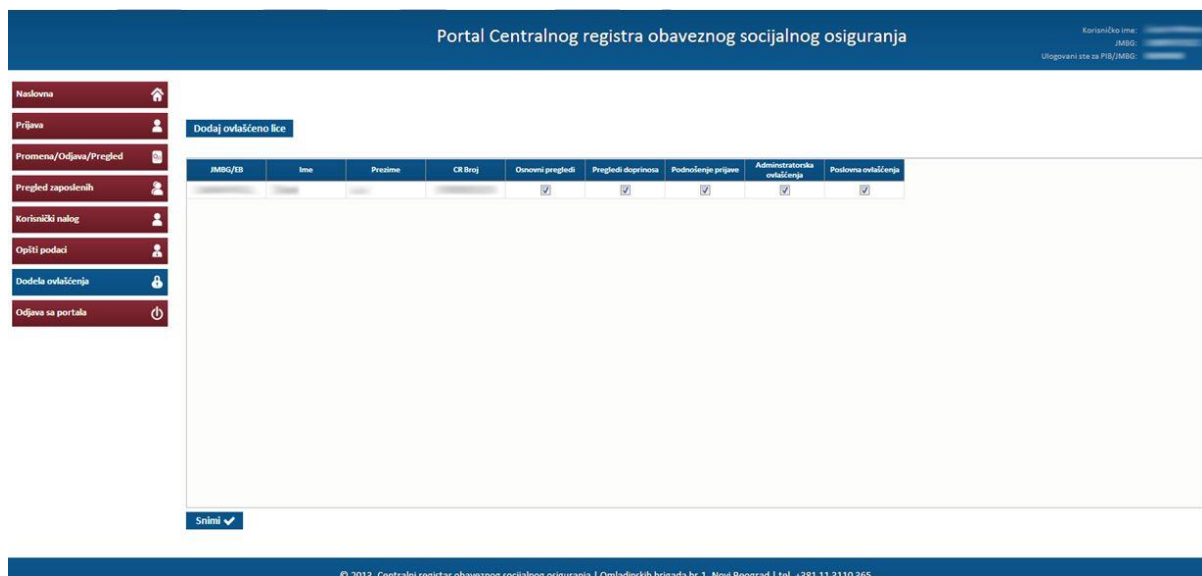 Portal Centralnog registra obaveznog socijalnog osiguranja
Korisničko ime:
JMBG:
Ulogovani ste za PIB/JMBG:
Naslovna
Prijava
Promena/Odjava/Pregled
Pregled zaposlenih
Korisnički nalog
Opšti podaci
Dodela ovlašćenja
Odjava sa portala
Dodaj ovlašćeno lice
JMBG/EB Ime Prezime CR Broj Osnovni pregledi Pregledi doprinosa Podnošenje prijave Adminstratorska ovlašćenja Poslovna ovlašćenja
Snimi
© 2013. Centralni registar obaveznog socijalnog osiguranja | Omladinskih brigada br 1, Novi Beograd | tel. +381 11 3110 365